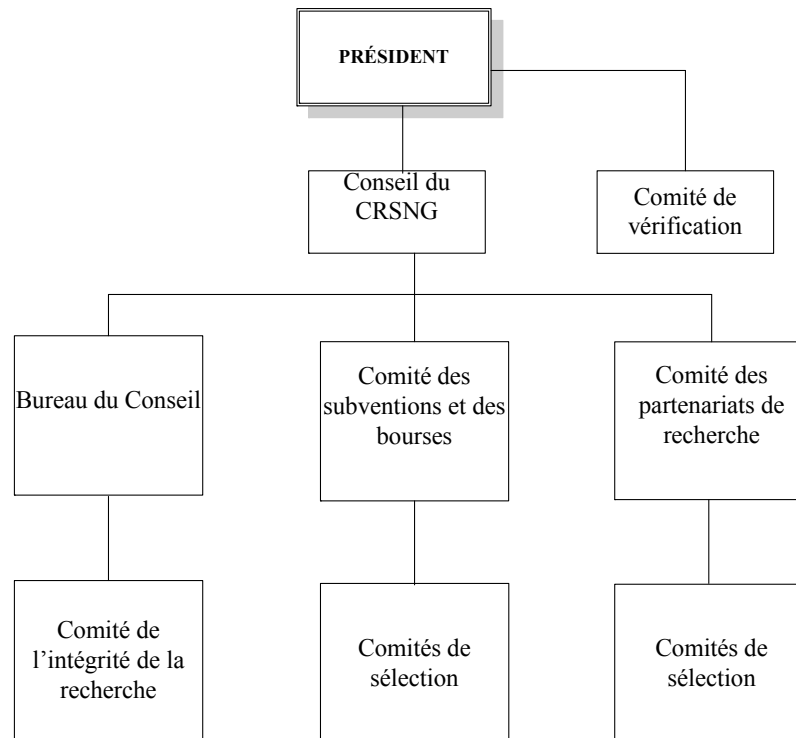 PRÉSIDENT
Conseil du
CRSNG
Comité de
vérification
Bureau du Conseil
Comité des
subventions et des
bourses
Comité des
partenariats de
recherche
Comité de
l’intégrité de la
recherche
Comités de
sélection
Comités de
sélection